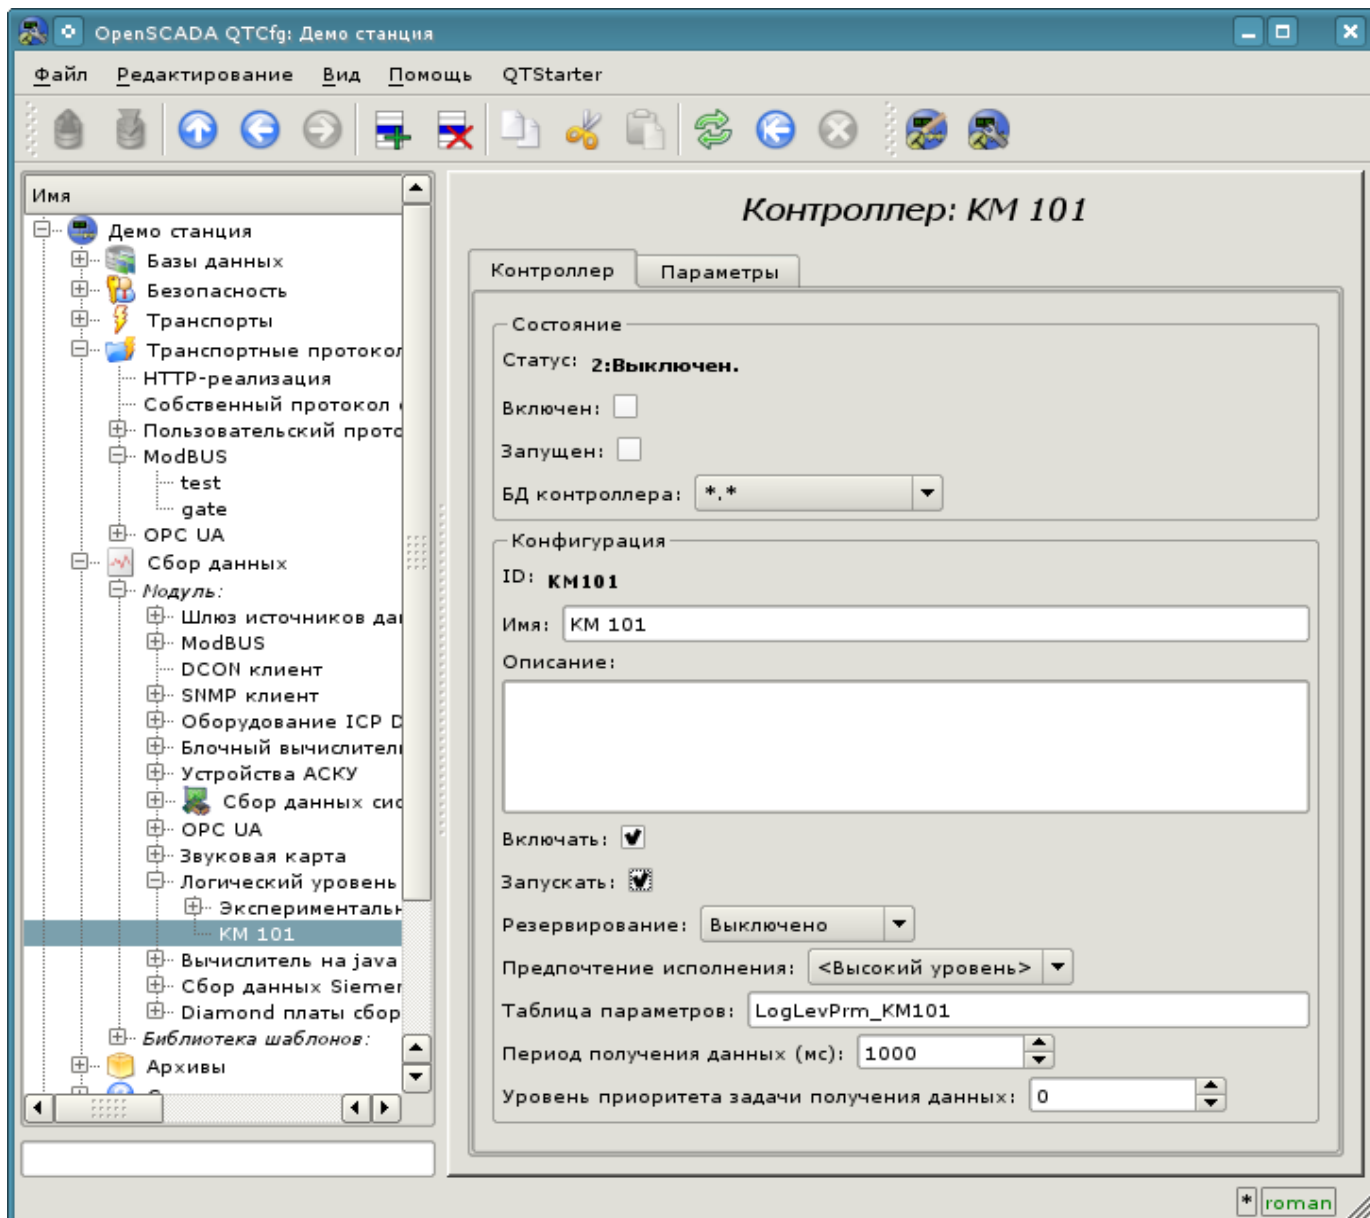 OpenSCADA QTCfg: Демо станция
Файл Редактирование Вид Помощь QTStarter
Имя
Демо станция
Базы данных
Безопасность
Транспорты
Транспортные протокол
HTTP-реализация
Собственный протокол
Пользовательский прото
ModBUS
test
gate
OPC UA
Сбор данных
Модуль:
Шлюз источников да
ModBUS
DCON клиент
SNMP клиент
Оборудование ICP D
Блочный вычислител
Устройства АСКУ
Сбор данных сис
OPC UA
Звуковая карта
Логический уровень
Экспериментальн
КМ 101
Вычислитель на java
Сбор данных Siemen
Diamond платы сбор
Библиотека шаблонов:
Архивы
Контроллер: КМ 101
Контроллер Параметры
Состояние
Статус: 2:Выключен.
Включен:
Запущен:
БД контроллера: *.*
Конфигурация
ID: KM101
Имя: КМ 101
Описание:
Включать:
Запускать:
Резервирование: Выключено
Предпочтение исполнения: <Высокий уровень>
Таблица параметров: LogLevPrm_KM101
Период получения данных (мс): 1000
Уровень приоритета задачи получения данных: 0
* roman